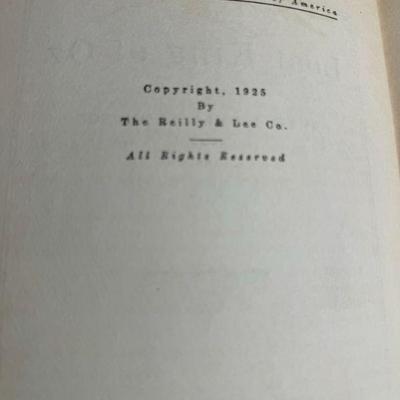 America
Copyright, 1925
By
The Reilly & Lee Co.
All Rights Reserved